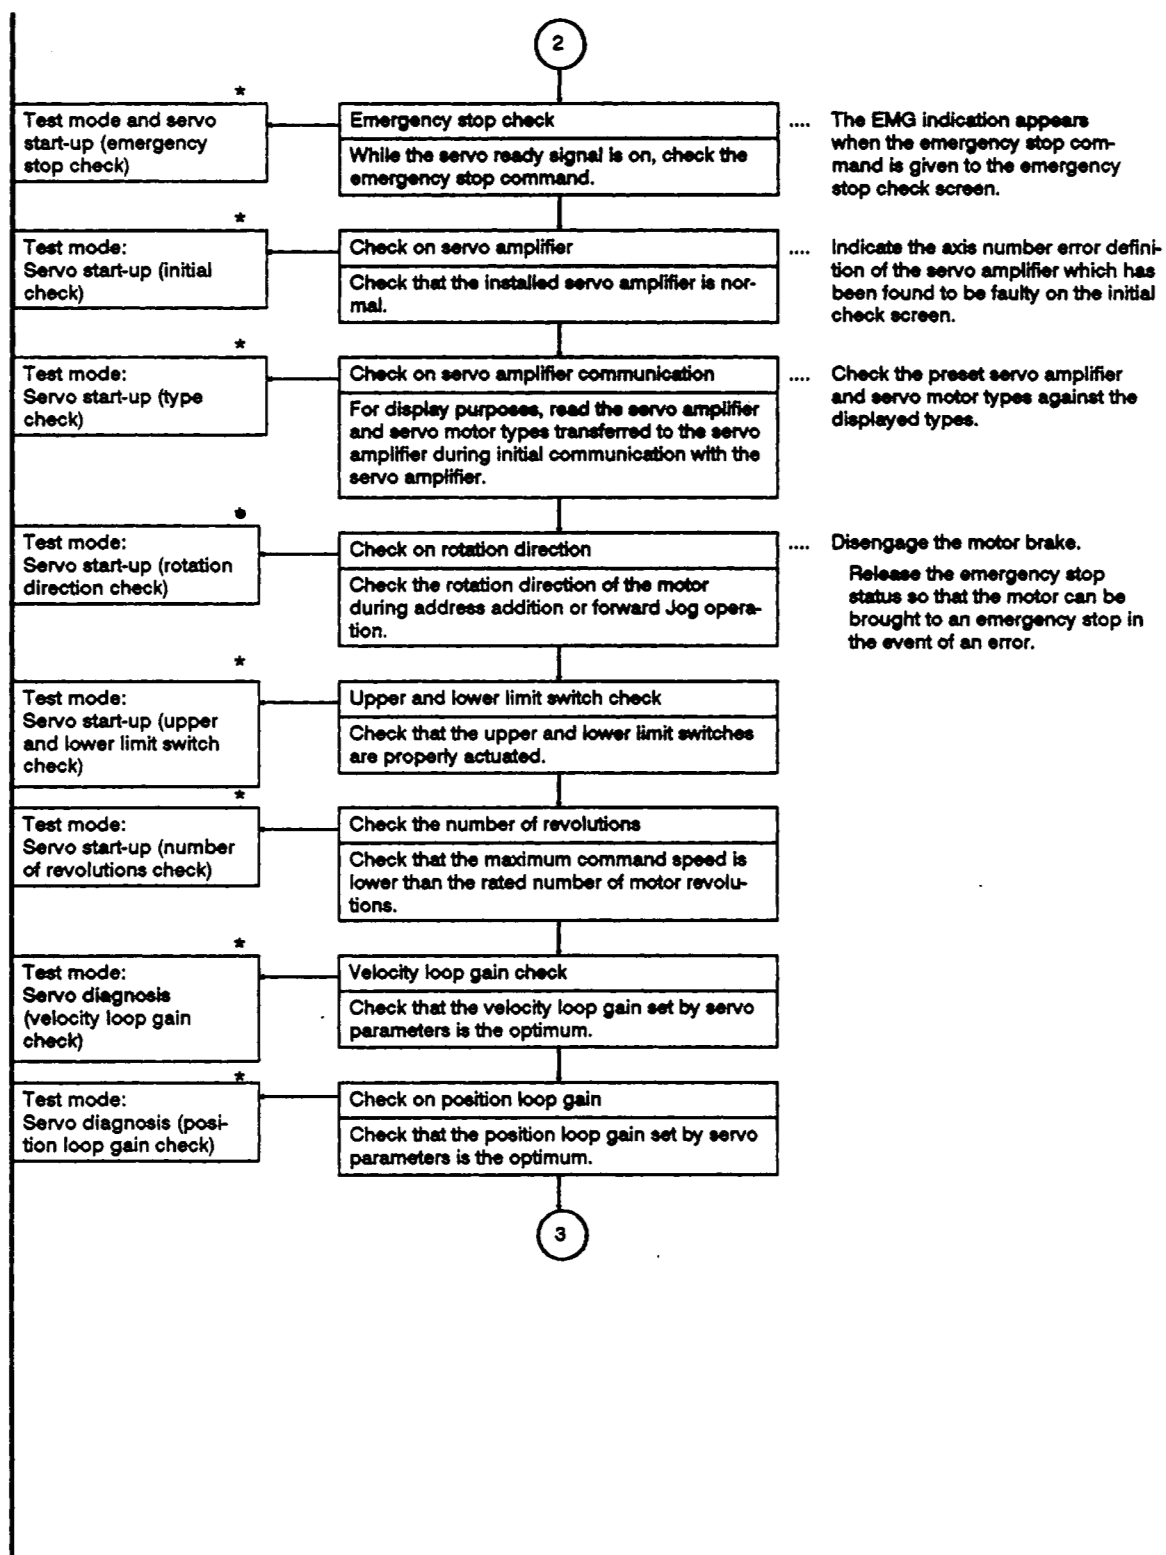 2
*
Test mode and servo
start-up (emergency
stop check)
Emergency stop check
While the servo ready signal is on, check the
emergency stop command.
.... The EMG indication appears
when the emergency stop com-
mand is given to the emergency
stop check screen.
*
Test mode:
Servo start-up (initial
check)
Check on servo amplifier
Check that the installed servo amplifier is nor-
mal.
.... Indicate the axis number error defini-
tion of the servo amplifier which has
been found to be faulty on the initial
check screen.
*
Test mode:
Servo start-up (type
check)
Check on servo amplifier communication
For display purposes, read the servo amplifier
and servo motor types transferred to the servo
amplifier during initial communication with the
servo amplifier.
.... Check the preset servo amplifier
and servo motor types against the
displayed types.
*
Test mode:
Servo start-up (rotation
direction check)
Check on rotation direction
Check the rotation direction of the motor
during address addition or forward Jog opera-
tion.
.... Disengage the motor brake.
Release the emergency stop
status so that the motor can be
brought to an emergency stop in
the event of an error.
*
Test mode:
Servo start-up (upper
and lower limit switch
check)
Upper and lower limit switch check
Check that the upper and lower limit switches
are properly actuated.
*
Test mode:
Servo start-up (number
of revolutions check)
Check the number of revolutions
Check that the maximum command speed is
lower than the rated number of motor revolu-
tions.
*
Test mode:
Servo diagnosis
(velocity loop gain
check)
Velocity loop gain check
Check that the velocity loop gain set by servo
parameters is the optimum.
*
Test mode:
Servo diagnosis (posi-
tion loop gain check)
Check on position loop gain
Check that the position loop gain set by servo
parameters is the optimum.
3